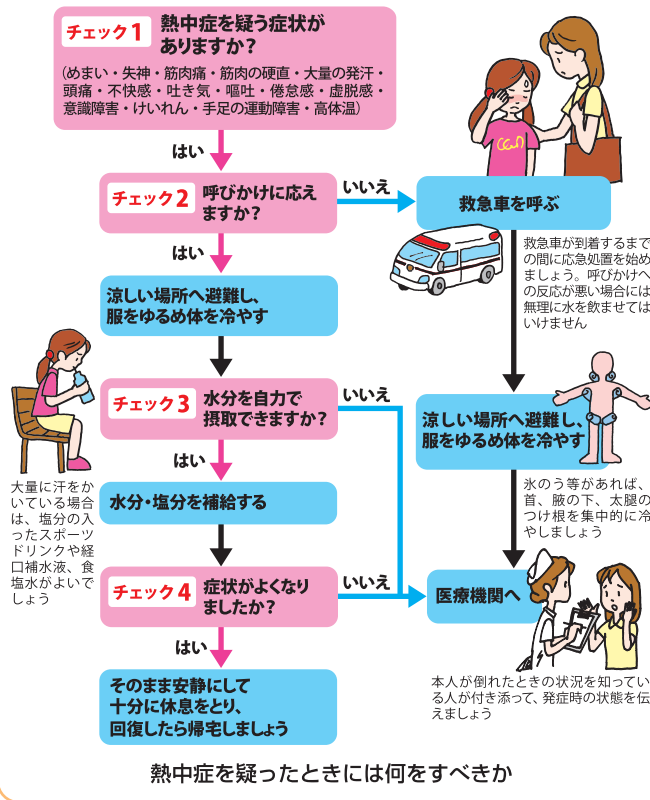 チェック1
熱中症を疑う症状が
ありますか？
（めまい・失神・筋肉痛・筋肉の硬直・大量の発汗・
頭痛・不快感・吐き気・嘔吐・倦怠感・虚脱感・
意識障害・けいれん・手足の運動障害・高体温）
はい
チェック2
呼びかけに応え
ますか？
いいえ
救急車を呼ぶ
救急車が到着するまで
の間に応急処置を始め
ましょう。呼びかけへ
の反応が悪い場合には
無理に水を飲ませては
いけません
はい
涼しい場所へ避難し、
服をゆるめ体を冷やす
チェック3
水分を自力で
摂取できますか？
いいえ
涼しい場所へ避難し、
服をゆるめ体を冷やす
氷のう等があれば、
首、腋の下、太腿の
つけ根を集中的に冷
やしましょう
はい
大量に汗をか
いている場合
は、塩分の入
ったスポーツ
ドリンクや経
口補水液、食
塩水がよいで
しょう
水分・塩分を補給する
チェック4
症状がよくなり
ましたか？
いいえ
医療機関へ
本人が倒れたときの状況を知ってい
る人が付き添って、発症時の状態を伝
えましょう
はい
そのまま安静にして
十分に休息をとり、
回復したら帰宅しましょう
熱中症を疑ったときには何をすべきか